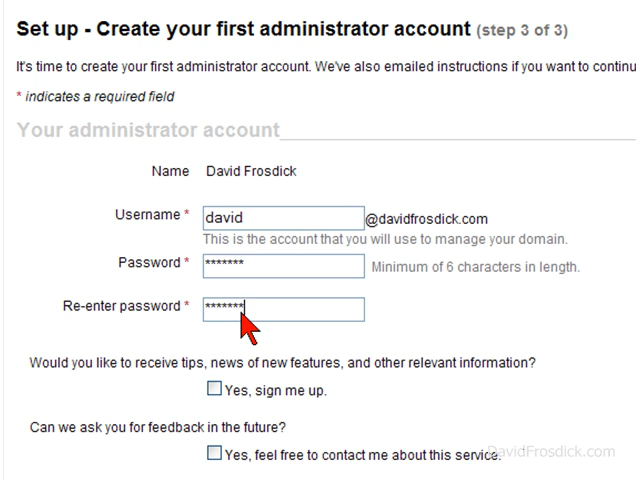 Set up - Create your first administrator account (step 3 of 3)
It's time to create your first administrator account. We've also emailed instructions if you want to continu
* indicates a required field
Your administrator account
Name David Frosdick
Username * david @davidfrosdick.com
This is the account that you will use to manage your domain.
Password * ******* Minimum of 6 characters in length.
Re-enter password * *******
Would you like to receive tips, news of new features, and other relevant information?
Yes, sign me up.
Can we ask you for feedback in the future?
Yes, feel free to contact me about this service.
DavidFrosdick.com